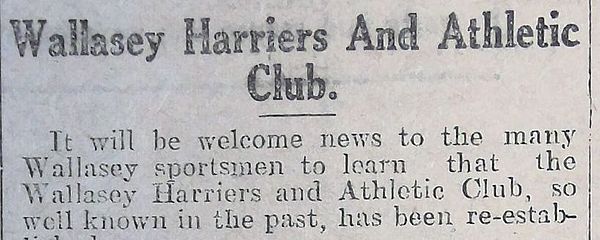 Wallasey Harriers And Athletic
Club.
It will be welcome news to the many
Wallasey sportsmen to learn that the
Wallasey Harriers and Athletic Club, so
well known in the past, has been re-estab-